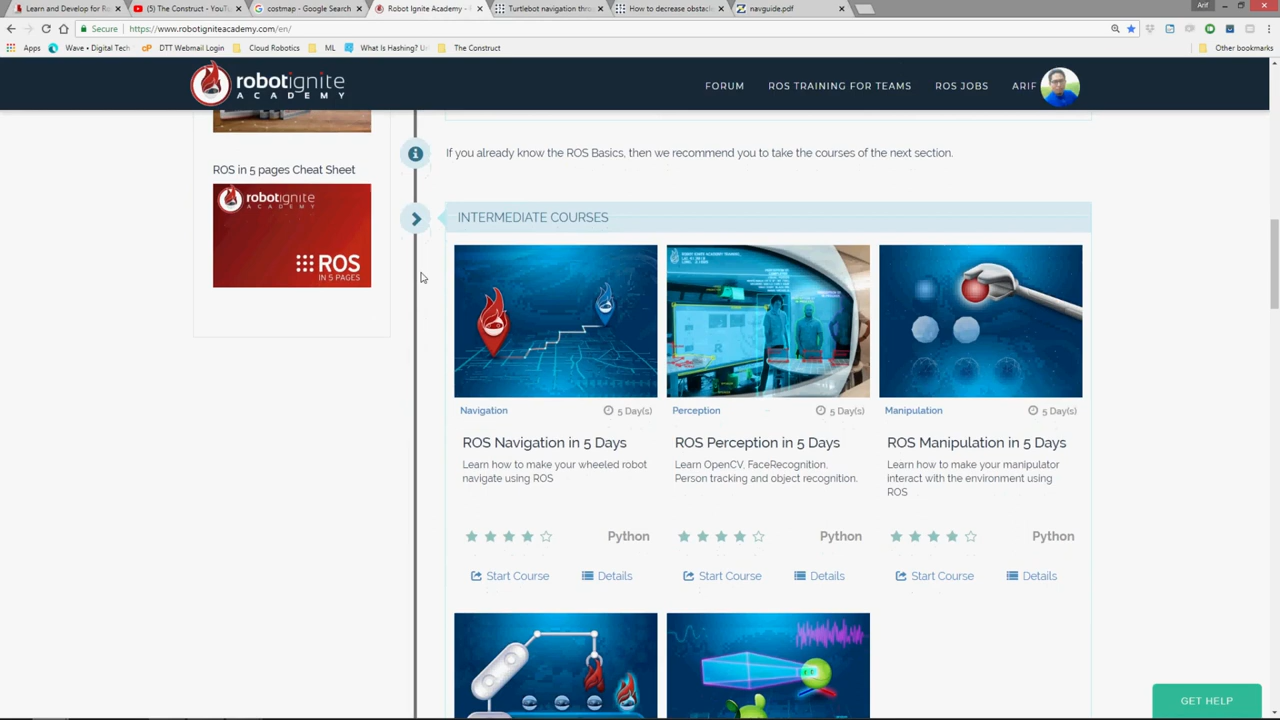 Learn and Develop for Ro
(5) The Construct - YouT
costmap - Google Search
Robot Ignite Academy -
Turtlebot navigation thro
How to decrease obstacl
navguide.pdf
Arif
Secure
https://www.robotigniteacademy.com/en/
Apps
Wave • Digital Tech
DTT Webmail Login
Cloud Robotics
ML
What Is Hashing? U
The Construct
Other bookmarks
robotignite
ACADEMY
FORUM
ROS TRAINING FOR TEAMS
ROS JOBS
ARIF
If you already know the ROS Basics, then we recommend you to take the courses of the next section.
ROS in 5 pages Cheat Sheet
robotignite
ACADEMY
ROS
IN 5 PAGES
INTERMEDIATE COURSES
Navigation
5 Day(s)
Perception
5 Day(s)
Manipulation
5 Day(s)
ROS Navigation in 5 Days
ROS Perception in 5 Days
ROS Manipulation in 5 Days
Learn how to make your wheeled robot
navigate using ROS
Learn OpenCV, FaceRecognition,
Person tracking and object recognition.
Learn how to make your manipulator
interact with the environment using
ROS
Python
Python
Python
Start Course
Details
Start Course
Details
Start Course
Details
GET HELP